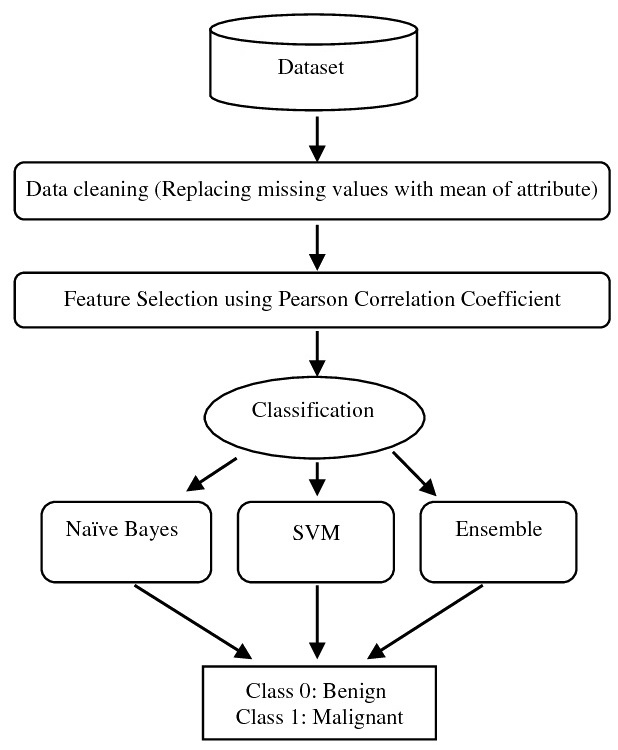 Dataset
Data cleaning (Replacing missing values with mean of attribute)
Feature Selection using Pearson Correlation Coefficient
Classification
Naïve Bayes
SVM
Ensemble
Class 0: Benign
Class 1: Malignant